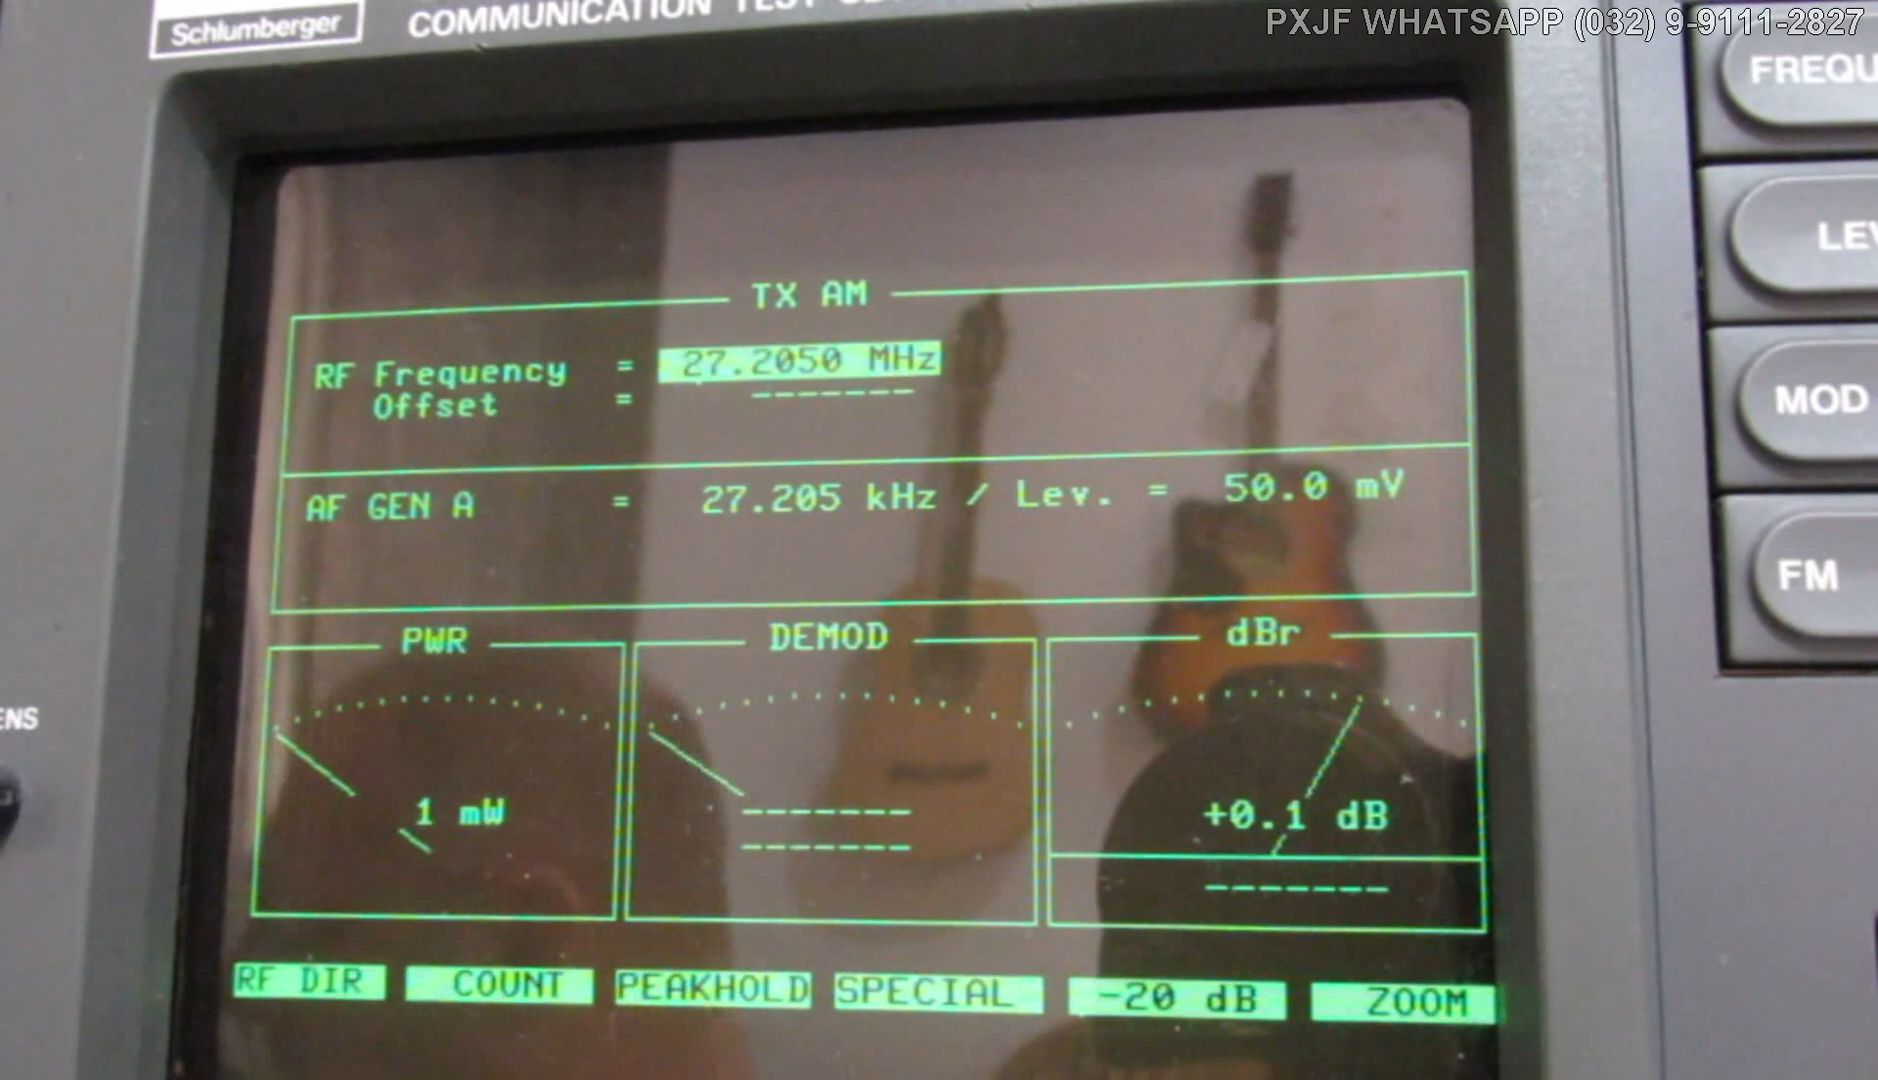 PXJF WHATSAPP (032) 9-9111-2827
Schlumberger
COMMUNICATION TEST
TX AM
RF Frequency = 27.2050 MHz
Offset = -------
AF GEN A = 27.205 kHz / Lev. = 50.0 mV
PWR
DEMOD
dBr
1 mW
-------
-------
+0.1 dB
-------
RF DIR
COUNT
PEAKHOLD
SPECIAL
-20 dB
ZOOM
FREQU
LEV
MOD
FM
ENS